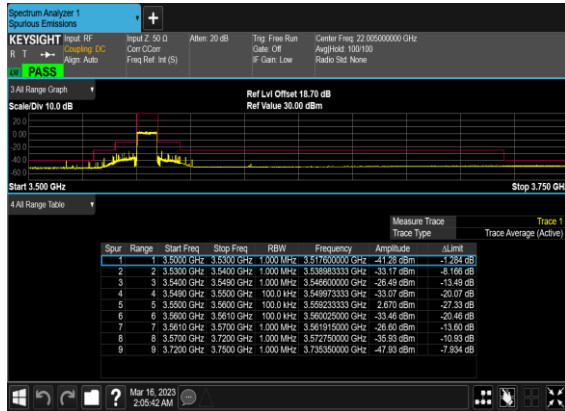 Spectrum Analyzer 1
Spurious Emissions
+
KEYSIGHT Input: RF Input Z: 50 Ω Atten: 20 dB Trig: Free Run Center Freq: 22.005000000 GHz
R T Coupling: DC Corr CCorr Gate: Off Avg|Hold: 100/100
Align: Auto Freq Ref: Int (S) IF Gain: Low Radio Std: None
PASS
3 All Range Graph
Ref Lvl Offset 18.70 dB
Scale/Div 10.0 dB Ref Value 30.00 dBm
20.0
0.00
-20.0
-40.0
-60.0
Start 3.500 GHz Stop 3.750 GH
4 All Range Table
Measure Trace Trace 1
Trace Type Trace Average (Active)
Spur Range Start Freq Stop Freq RBW Frequency Amplitude ΔLimit
1 1 3.5000 GHz 3.5300 GHz 1.000 MHz 3.517600000 GHz -41.28 dBm -1.284 dB
2 2 3.5300 GHz 3.5400 GHz 1.000 MHz 3.538983333 GHz -33.17 dBm -8.166 dB
3 3 3.5400 GHz 3.5490 GHz 1.000 MHz 3.546600000 GHz -26.49 dBm -13.49 dB
4 4 3.5490 GHz 3.5500 GHz 100.0 kHz 3.549973333 GHz -33.07 dBm -20.07 dB
5 5 3.5500 GHz 3.5600 GHz 100.0 kHz 3.559233333 GHz 2.670 dBm -27.33 dB
6 6 3.5600 GHz 3.5610 GHz 100.0 kHz 3.560025000 GHz -33.46 dBm -20.46 dB
7 7 3.5610 GHz 3.5700 GHz 1.000 MHz 3.561915000 GHz -26.60 dBm -13.60 dB
8 8 3.5700 GHz 3.7200 GHz 1.000 MHz 3.572750000 GHz -35.93 dBm -10.93 dB
9 9 3.7200 GHz 3.7500 GHz 1.000 MHz 3.735350000 GHz -47.93 dBm -7.934 dB
? Mar 16, 2023
2:05:42 AM